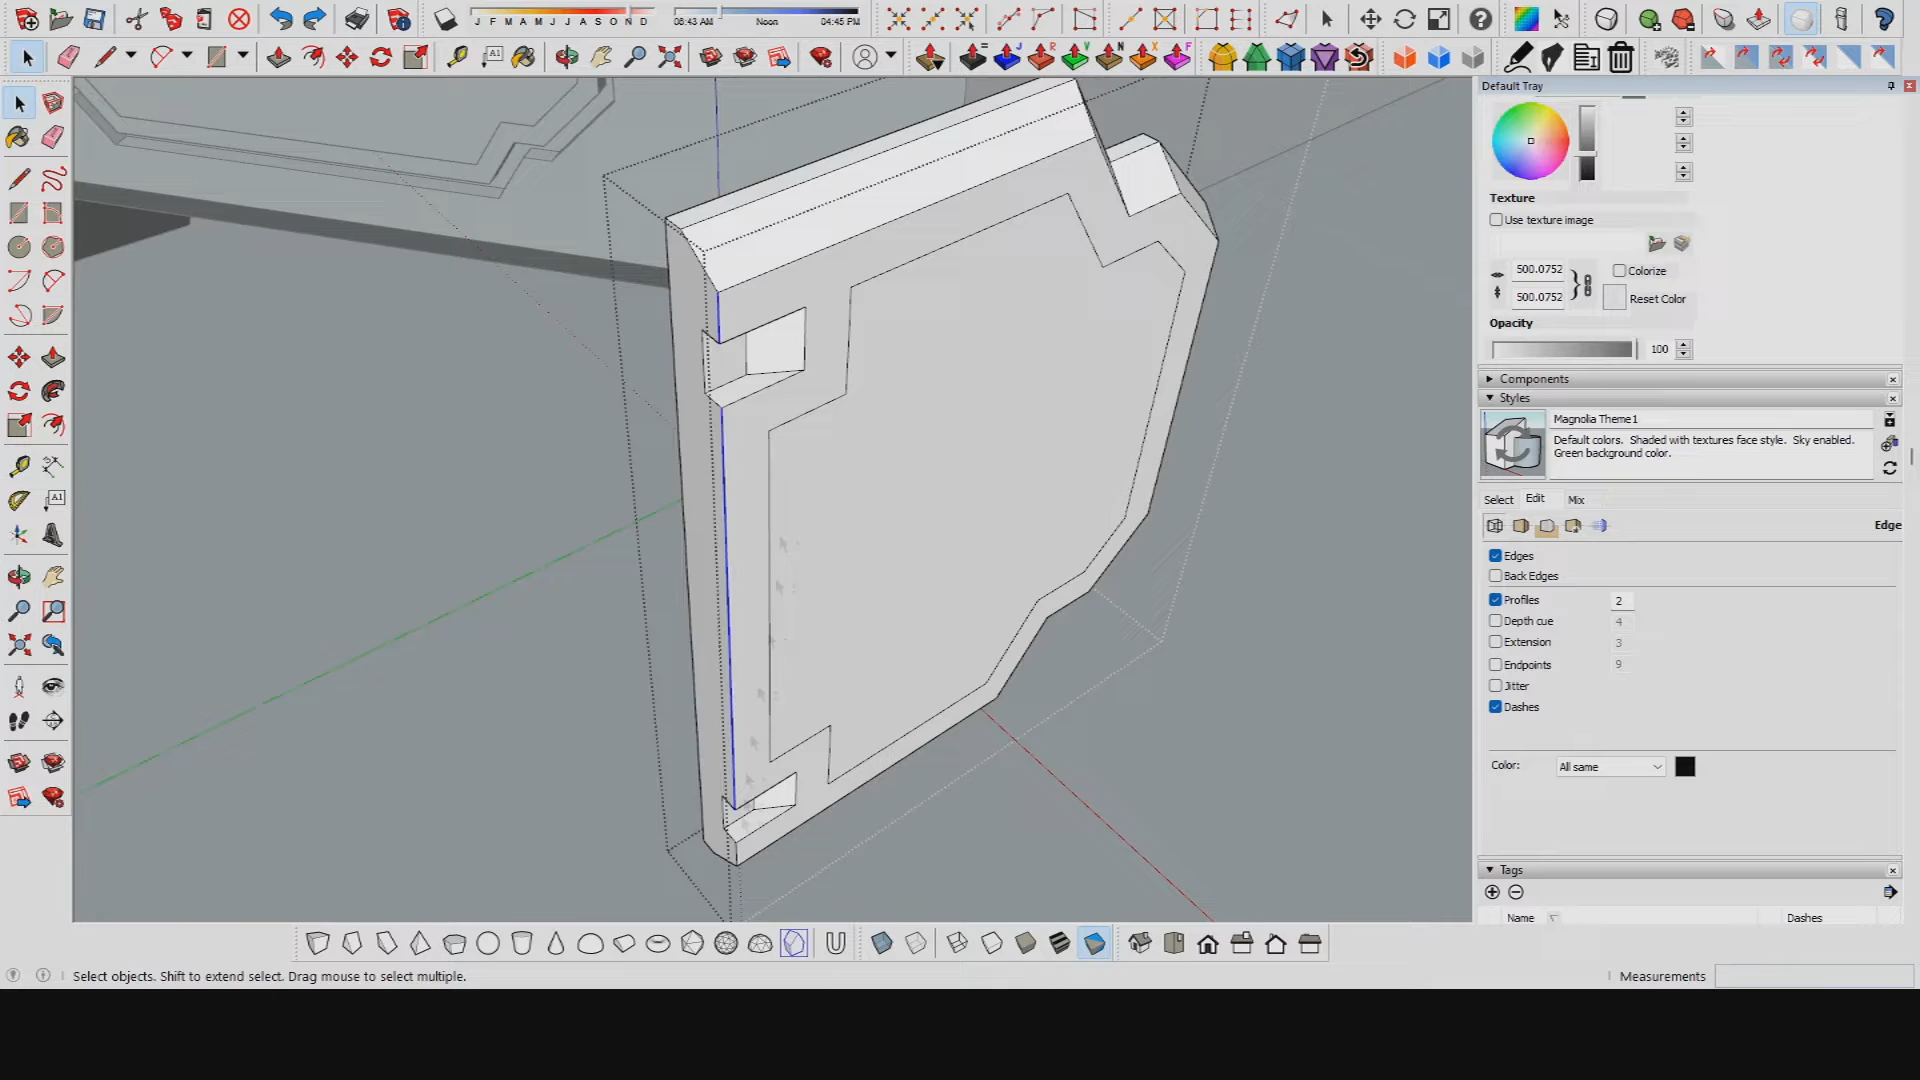 J F M A M J J A S O N D
06:43 AM Noon 04:45 PM
= J R V N X F
A1
Default Tray
Texture
Use texture image
500.0752
Colorize
500.0752
Reset Color
Opacity
100
Components
Styles
Magnolia Theme1
Default colors. Shaded with textures face style. Sky enabled.
Green background color.
Select Edit Mix
Edge
Edges
Back Edges
Profiles 2
Depth cue 4
Extension 3
Endpoints 9
Jitter
Dashes
Color: All same
Tags
Name Dashes
A1
Select objects. Shift to extend select. Drag mouse to select multiple.
Measurements